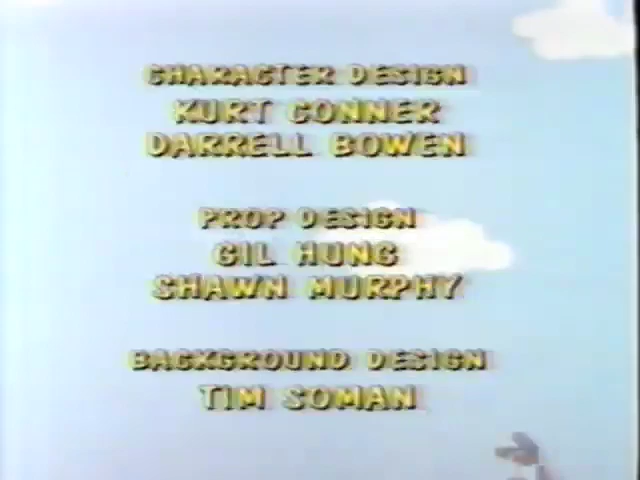 CHARACTER DESIGN
KURT CONNER
DARRELL BOWEN
PROP DESIGN
GIL HUNG
SHAWN MURPHY
BACKGROUND DESIGN
TIM SOMAN